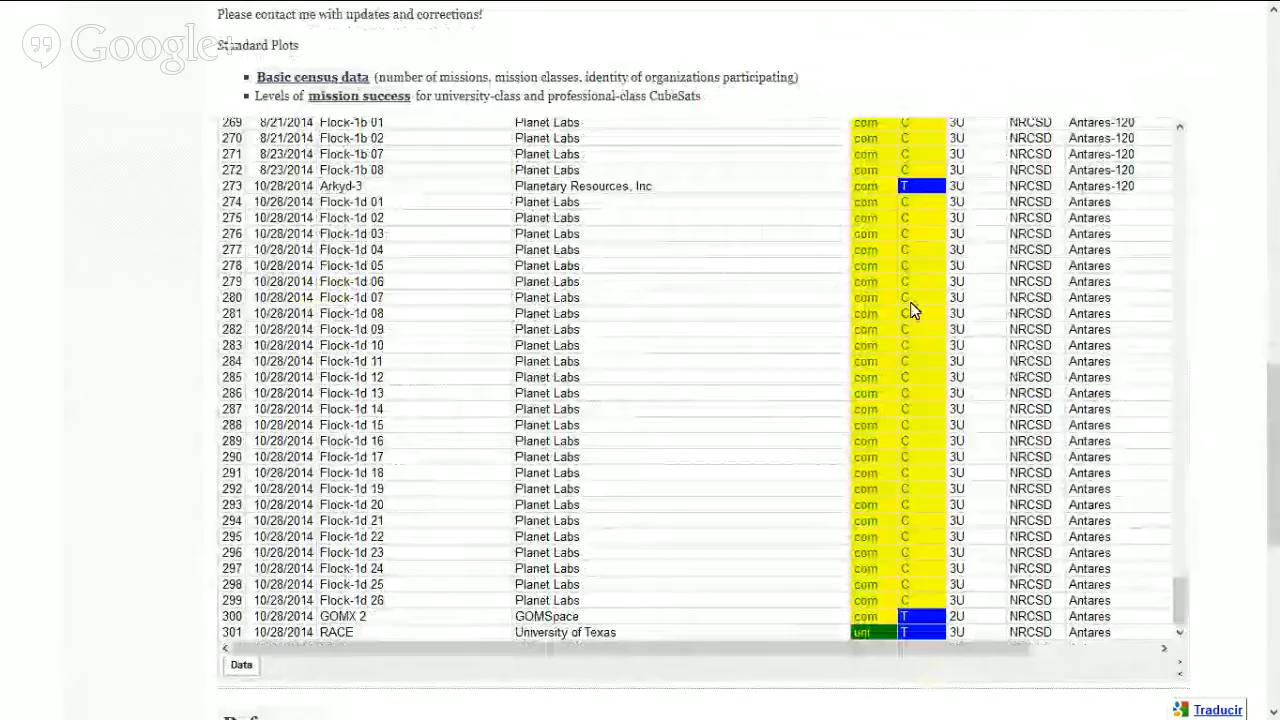 Please contact me with updates and corrections!
Google+
Standard Plots
Basic census data (number of missions, mission classes, identity of organizations participating)
Levels of mission success for university-class and professional-class CubeSats
269 8/21/2014 Flock-1b 01 Planet Labs com C 3U NRCSD Antares-120
270 8/21/2014 Flock-1b 02 Planet Labs com C 3U NRCSD Antares-120
271 8/23/2014 Flock-1b 07 Planet Labs com C 3U NRCSD Antares-120
272 8/23/2014 Flock-1b 08 Planet Labs com C 3U NRCSD Antares-120
273 10/28/2014 Arkyd-3 Planetary Resources, Inc com T 3U NRCSD Antares-120
274 10/28/2014 Flock-1d 01 Planet Labs com C 3U NRCSD Antares
275 10/28/2014 Flock-1d 02 Planet Labs com C 3U NRCSD Antares
276 10/28/2014 Flock-1d 03 Planet Labs com C 3U NRCSD Antares
277 10/28/2014 Flock-1d 04 Planet Labs com C 3U NRCSD Antares
278 10/28/2014 Flock-1d 05 Planet Labs com C 3U NRCSD Antares
279 10/28/2014 Flock-1d 06 Planet Labs com C 3U NRCSD Antares
280 10/28/2014 Flock-1d 07 Planet Labs com C 3U NRCSD Antares
281 10/28/2014 Flock-1d 08 Planet Labs com C 3U NRCSD Antares
282 10/28/2014 Flock-1d 09 Planet Labs com C 3U NRCSD Antares
283 10/28/2014 Flock-1d 10 Planet Labs com C 3U NRCSD Antares
284 10/28/2014 Flock-1d 11 Planet Labs com C 3U NRCSD Antares
285 10/28/2014 Flock-1d 12 Planet Labs com C 3U NRCSD Antares
286 10/28/2014 Flock-1d 13 Planet Labs com C 3U NRCSD Antares
287 10/28/2014 Flock-1d 14 Planet Labs com C 3U NRCSD Antares
288 10/28/2014 Flock-1d 15 Planet Labs com C 3U NRCSD Antares
289 10/28/2014 Flock-1d 16 Planet Labs com C 3U NRCSD Antares
290 10/28/2014 Flock-1d 17 Planet Labs com C 3U NRCSD Antares
291 10/28/2014 Flock-1d 18 Planet Labs com C 3U NRCSD Antares
292 10/28/2014 Flock-1d 19 Planet Labs com C 3U NRCSD Antares
293 10/28/2014 Flock-1d 20 Planet Labs com C 3U NRCSD Antares
294 10/28/2014 Flock-1d 21 Planet Labs com C 3U NRCSD Antares
295 10/28/2014 Flock-1d 22 Planet Labs com C 3U NRCSD Antares
296 10/28/2014 Flock-1d 23 Planet Labs com C 3U NRCSD Antares
297 10/28/2014 Flock-1d 24 Planet Labs com C 3U NRCSD Antares
298 10/28/2014 Flock-1d 25 Planet Labs com C 3U NRCSD Antares
299 10/28/2014 Flock-1d 26 Planet Labs com C 3U NRCSD Antares
300 10/28/2014 GOMX 2 GOMSpace com T 2U NRCSD Antares
301 10/28/2014 RACE University of Texas uni T 3U NRCSD Antares
Data
Traducir